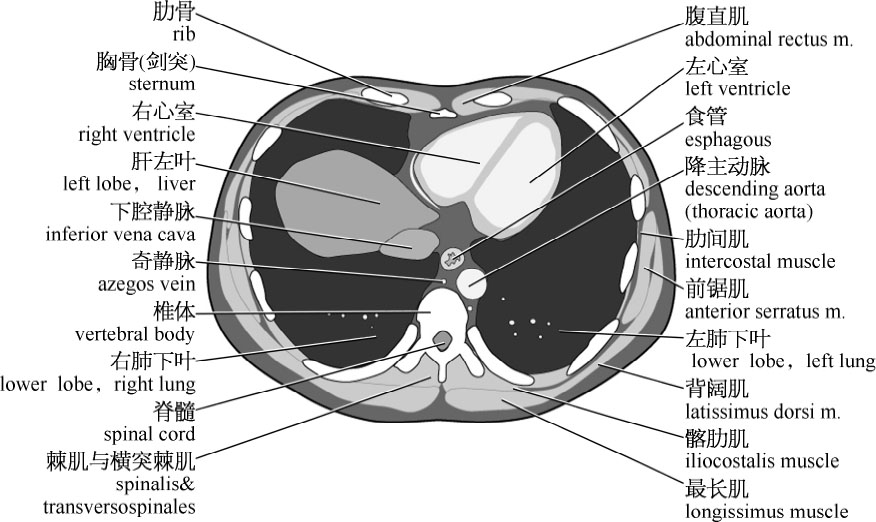 肋骨
rib
胸骨(剑突)
sternum
右心室
right ventricle
肝左叶
left lobe, liver
下腔静脉
inferior vena cava
奇静脉
azegos vein
椎体
vertebral body
右肺下叶
lower lobe, right lung
脊髓
spinal cord
棘肌与横突棘肌
spinalis&
transversospinales
腹直肌
abdominal rectus m.
左心室
left ventricle
食管
esphagous
降主动脉
descending aorta
(thoracic aorta)
肋间肌
intercostal muscle
前锯肌
anterior serratus m.
左肺下叶
lower lobe, left lung
背阔肌
latissimus dorsi m.
髂肋肌
iliocostalis muscle
最长肌
longissimus muscle